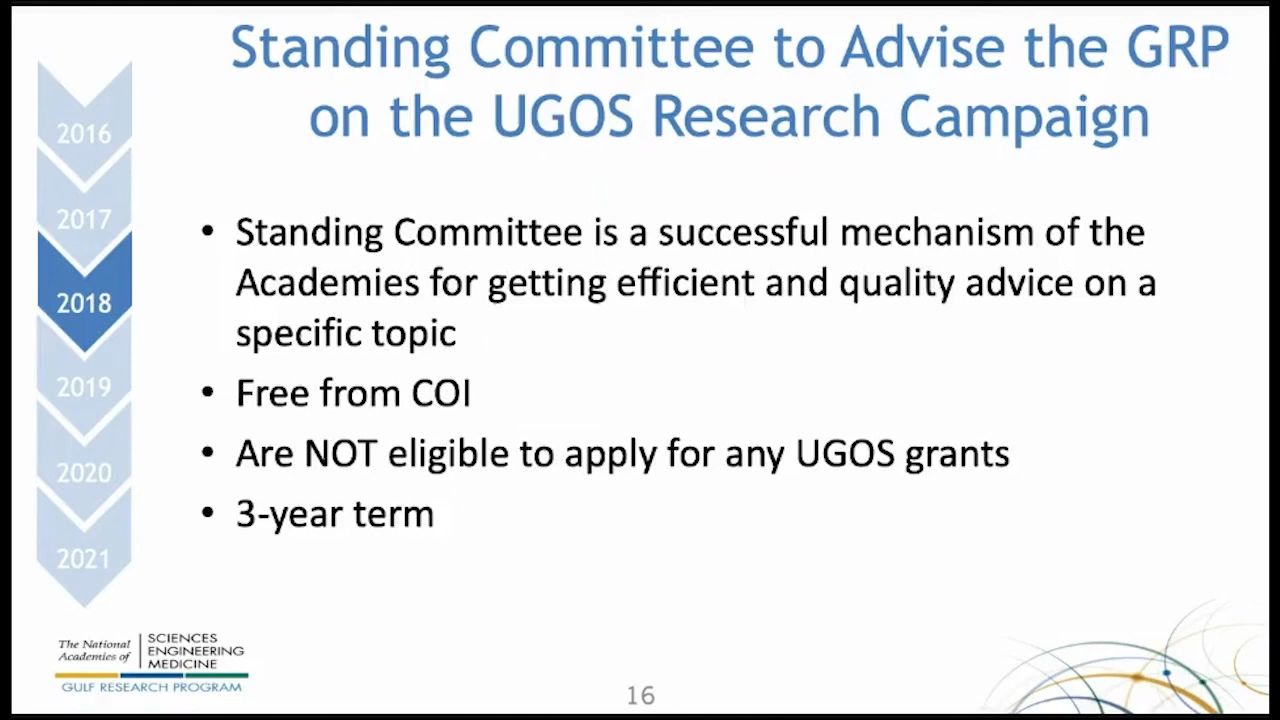 Standing Committee to Advise the GRP
on the UGOS Research Campaign
2016
2017
2018
2019
2020
2021
• Standing Committee is a successful mechanism of the
Academies for getting efficient and quality advice on a
specific topic
• Free from COI
• Are NOT eligible to apply for any UGOS grants
• 3-year term
The National
Academies of
SCIENCES
ENGINEERING
MEDICINE
GULF RESEARCH PROGRAM
16